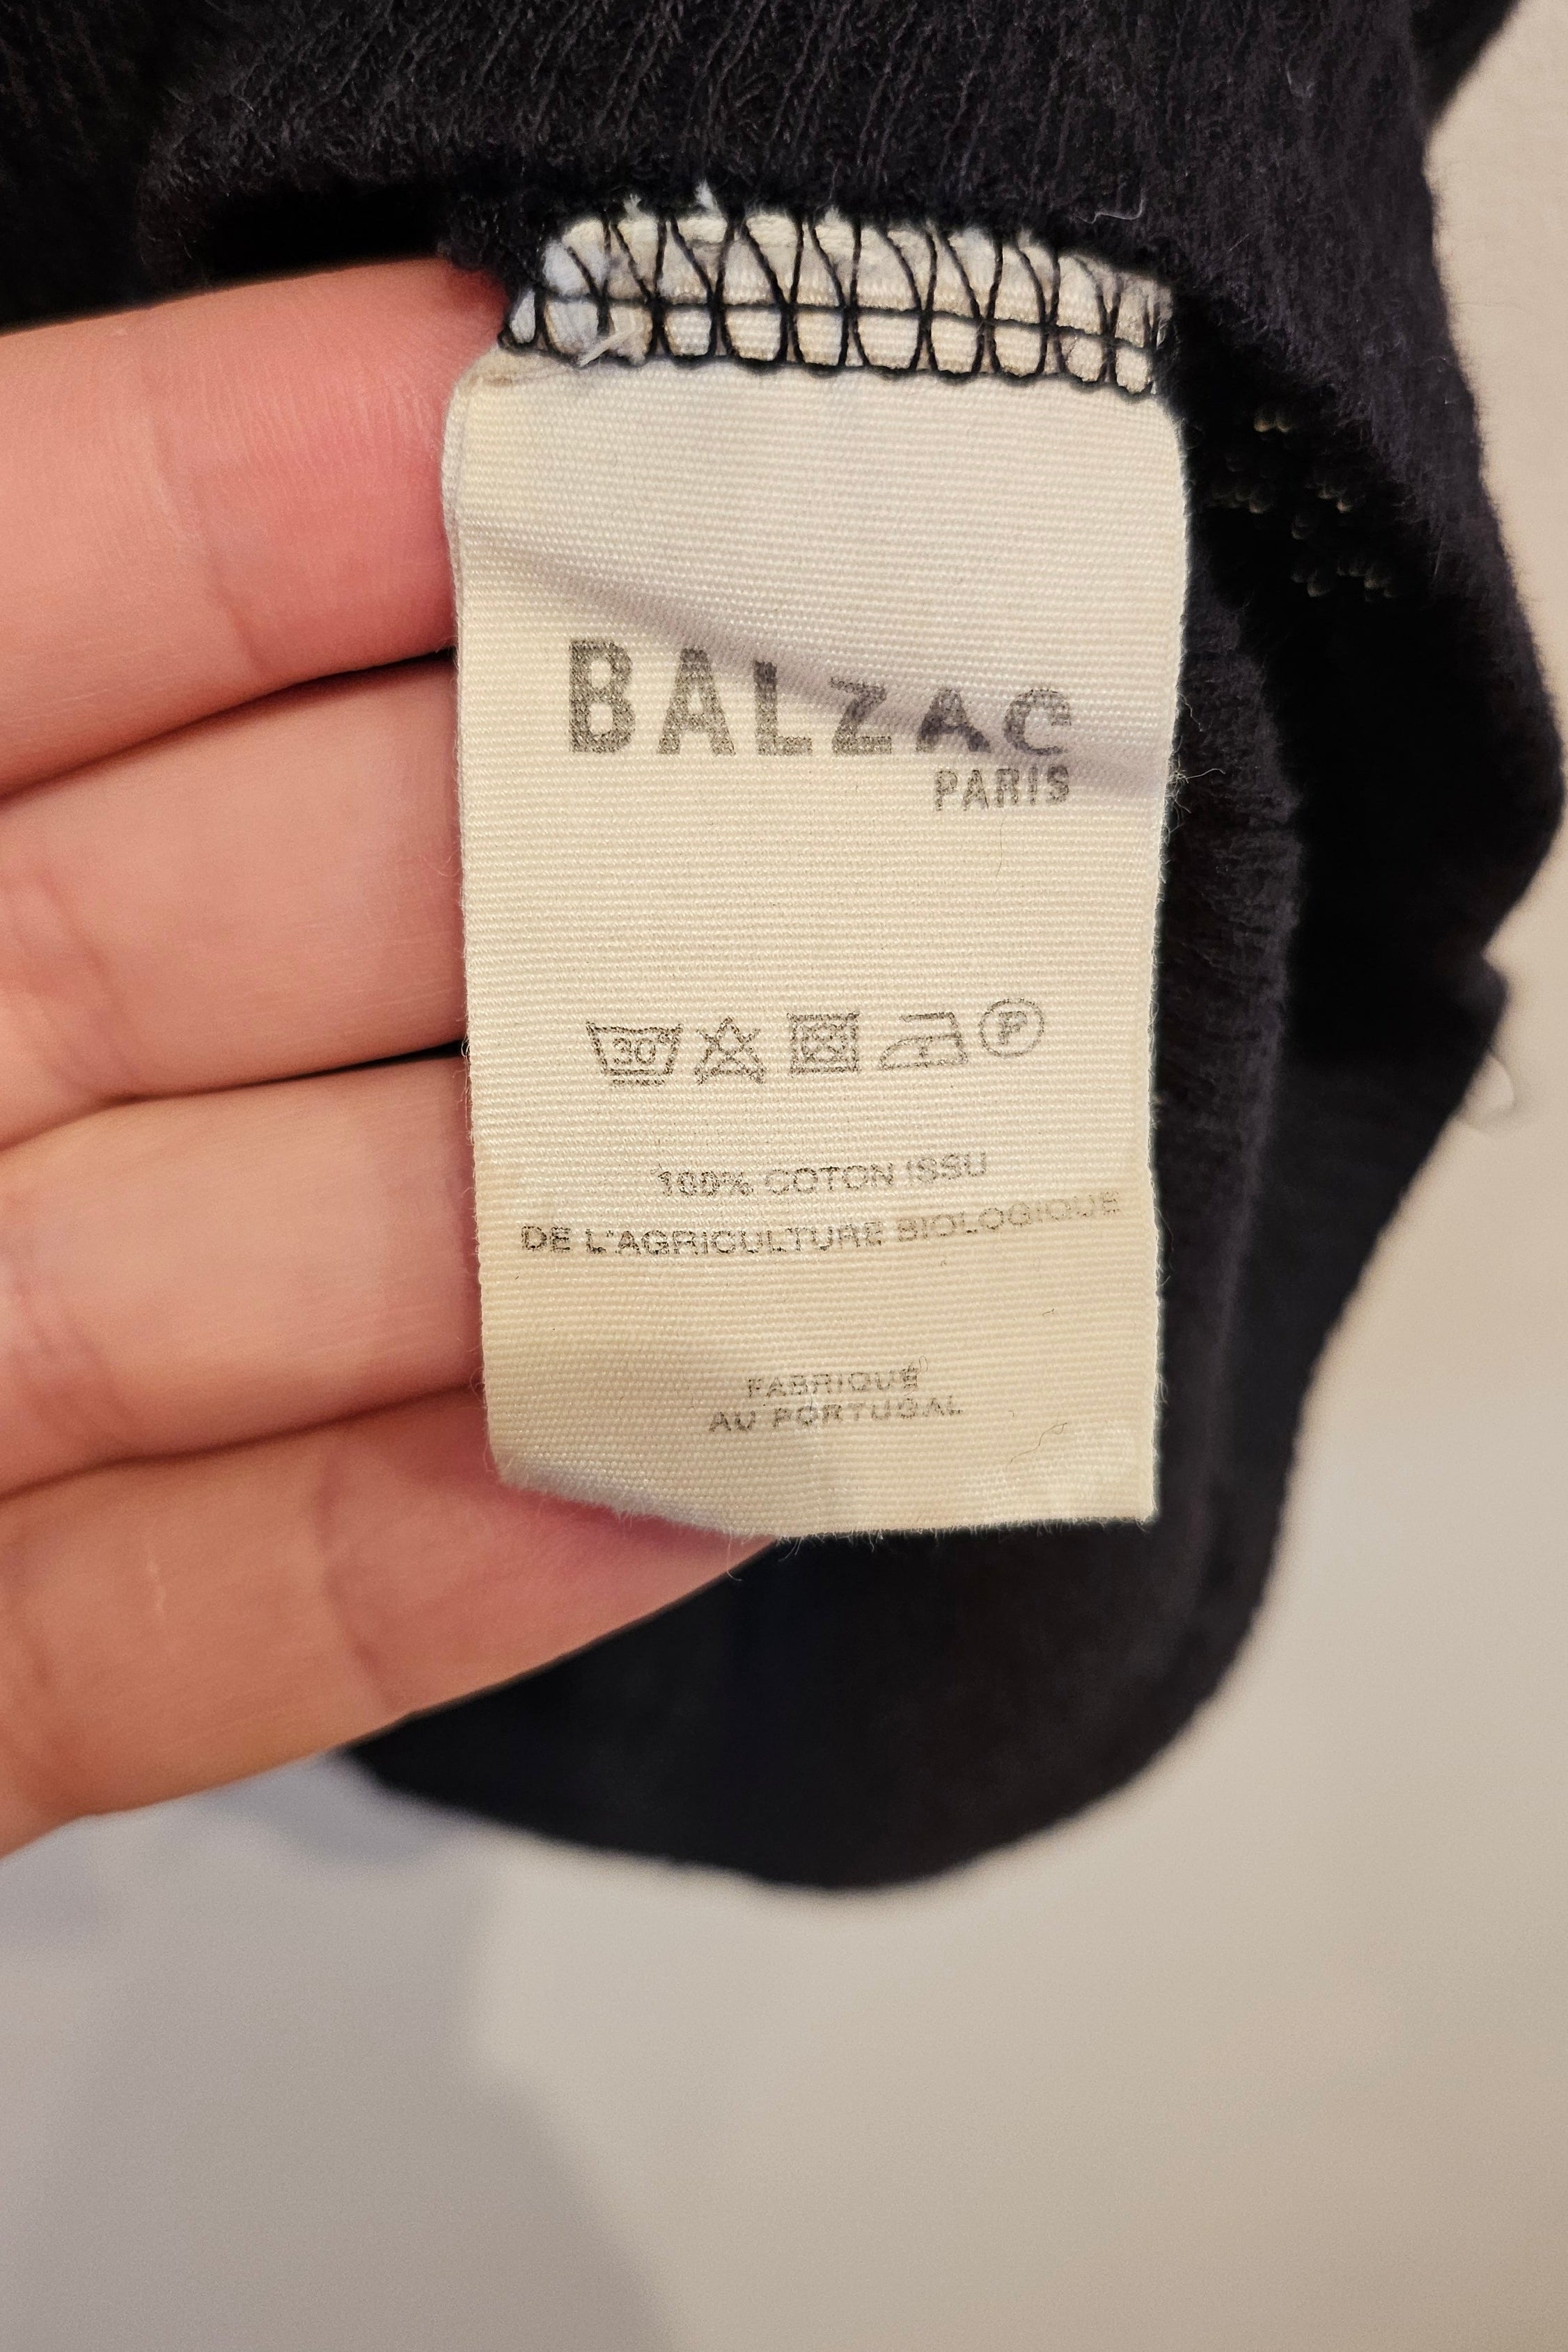 BALZAC
PARIS
30° P
100% COTON ISSU
DE L'AGRICULTURE BIOLOGIQUE
FABRIQUÉ
AU PORTUGAL